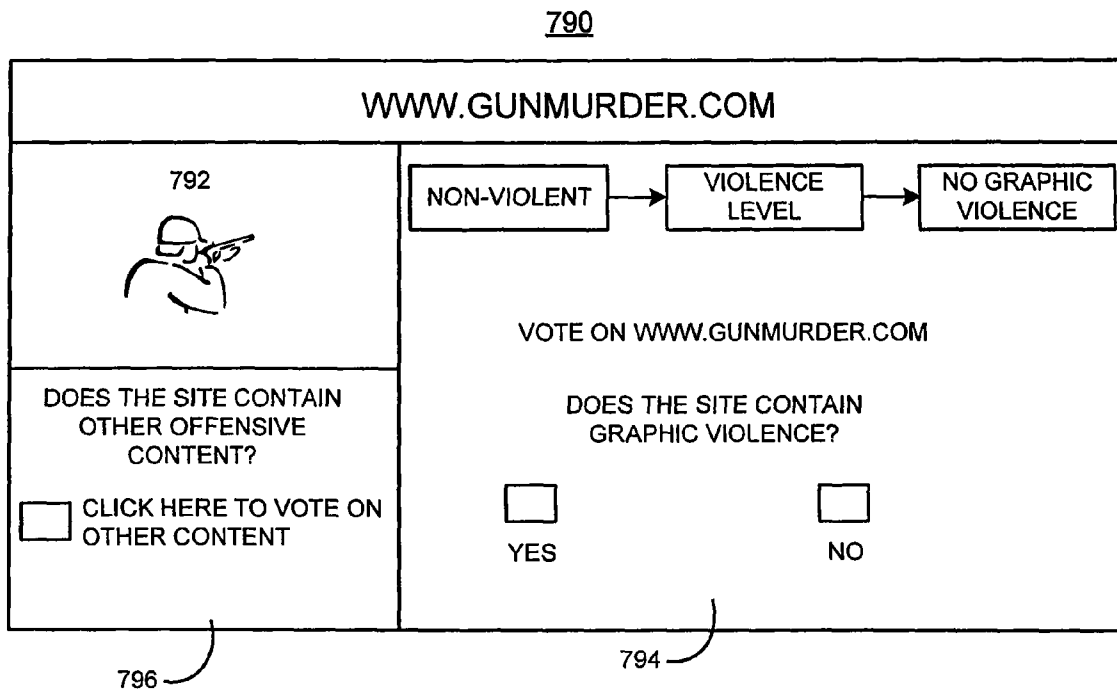 790
WWW.GUNMURDER.COM
792
NON-VIOLENT
VIOLENCE
LEVEL
NO GRAPHIC
VIOLENCE
VOTE ON WWW.GUNMURDER.COM
DOES THE SITE CONTAIN
GRAPHIC VIOLENCE?
YES
NO
DOES THE SITE CONTAIN
OTHER OFFENSIVE
CONTENT?
CLICK HERE TO VOTE ON
OTHER CONTENT
796
794